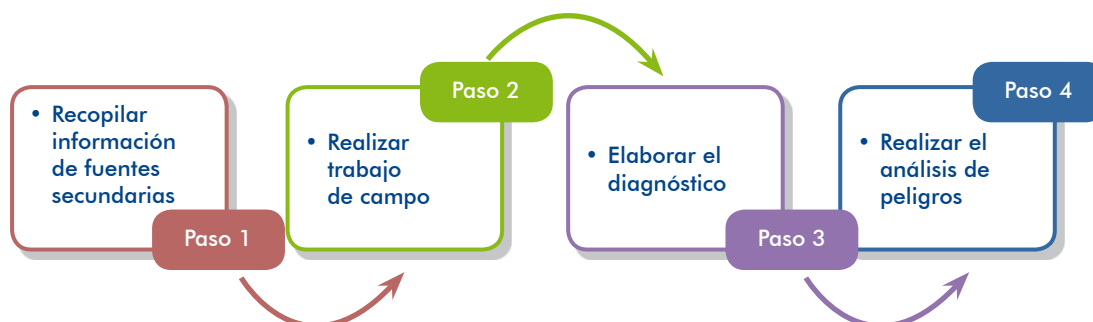 • Recopilar
información
de fuentes
secundarias
Paso 1
• Realizar
trabajo
de campo
Paso 2
• Elaborar el
diagnóstico
Paso 3
• Realizar el
análisis de
peligros
Paso 4